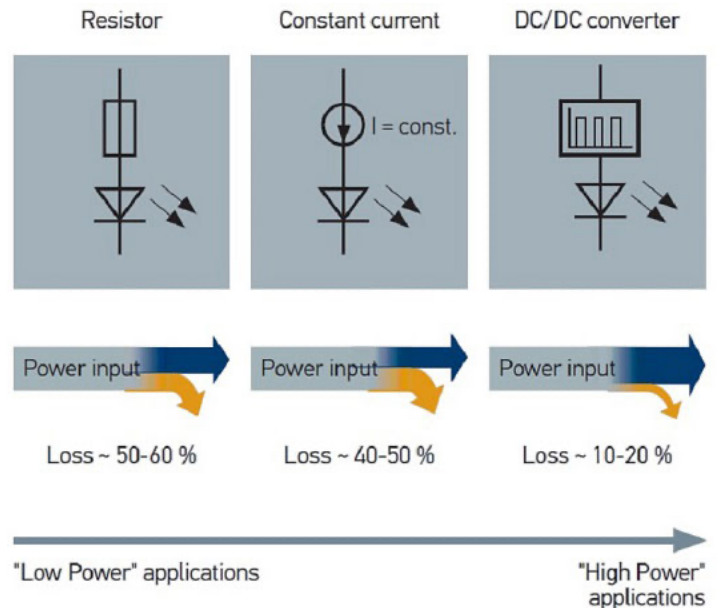 Resistor
Constant current
DC/DC converter
I = const.
Power input
Power input
Power input
Loss ~ 50-60 %
Loss ~ 40-50 %
Loss ~ 10-20 %
"Low Power" applications
"High Power"
applications